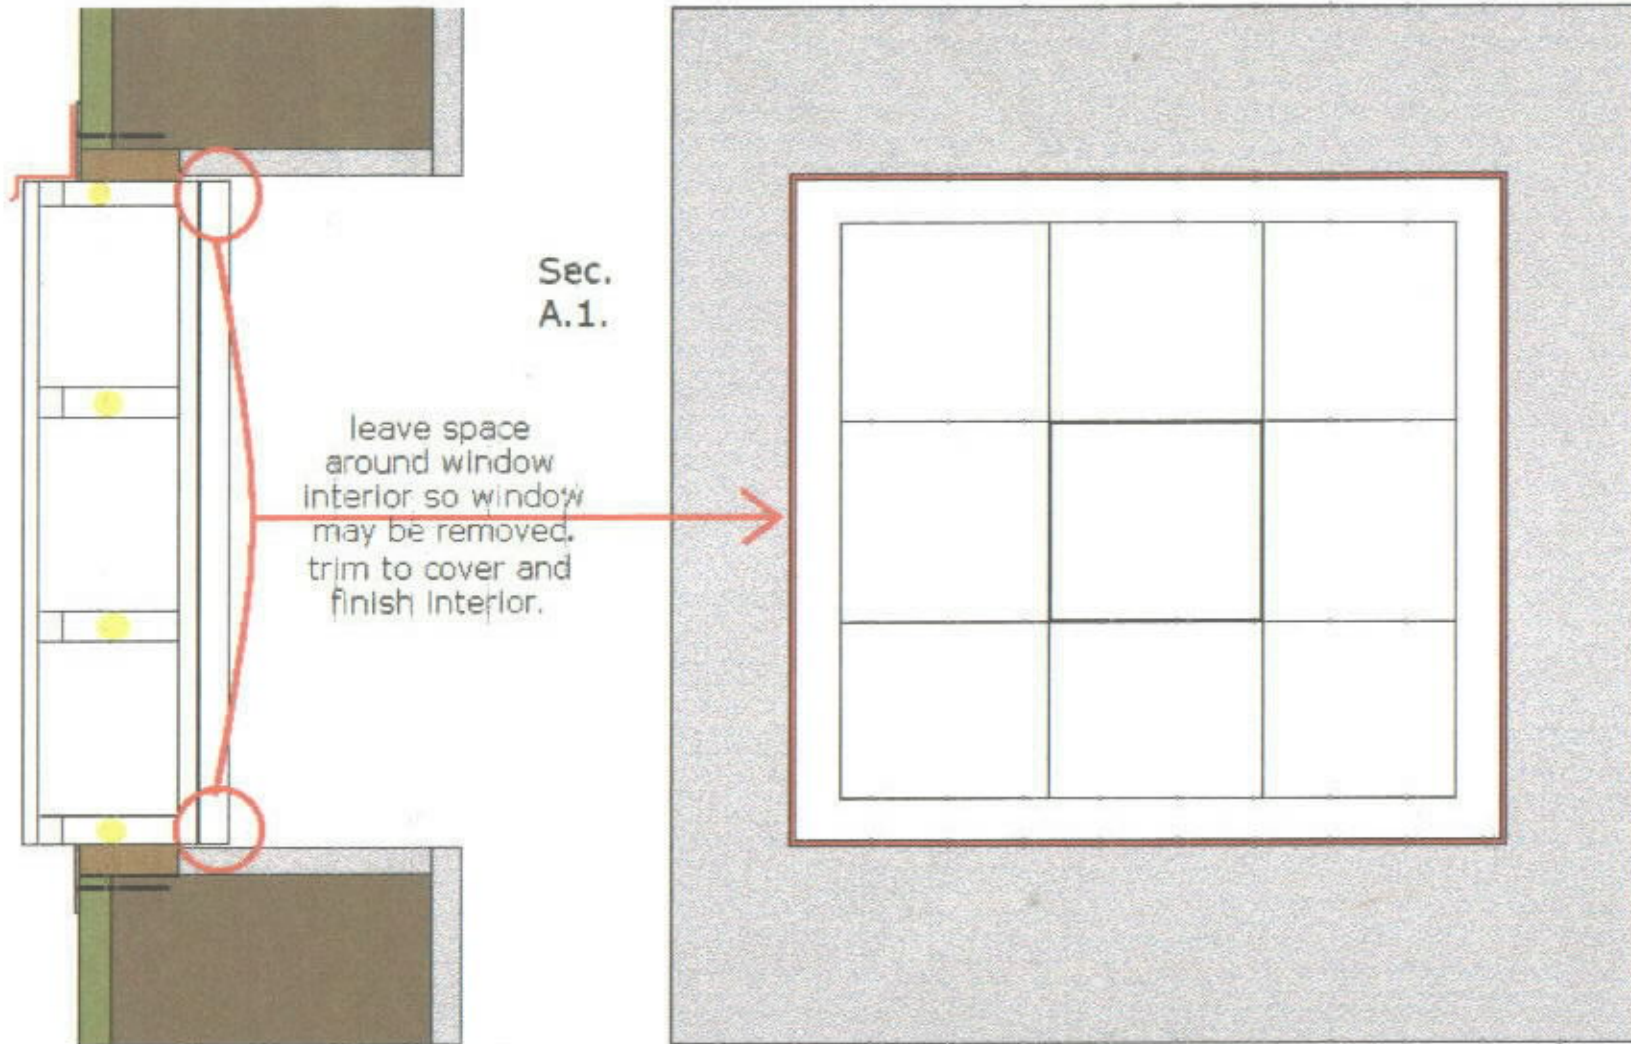 Sec.
A.1.
leave space
around window
interior so window
may be removed.
trim to cover and
finish interior.